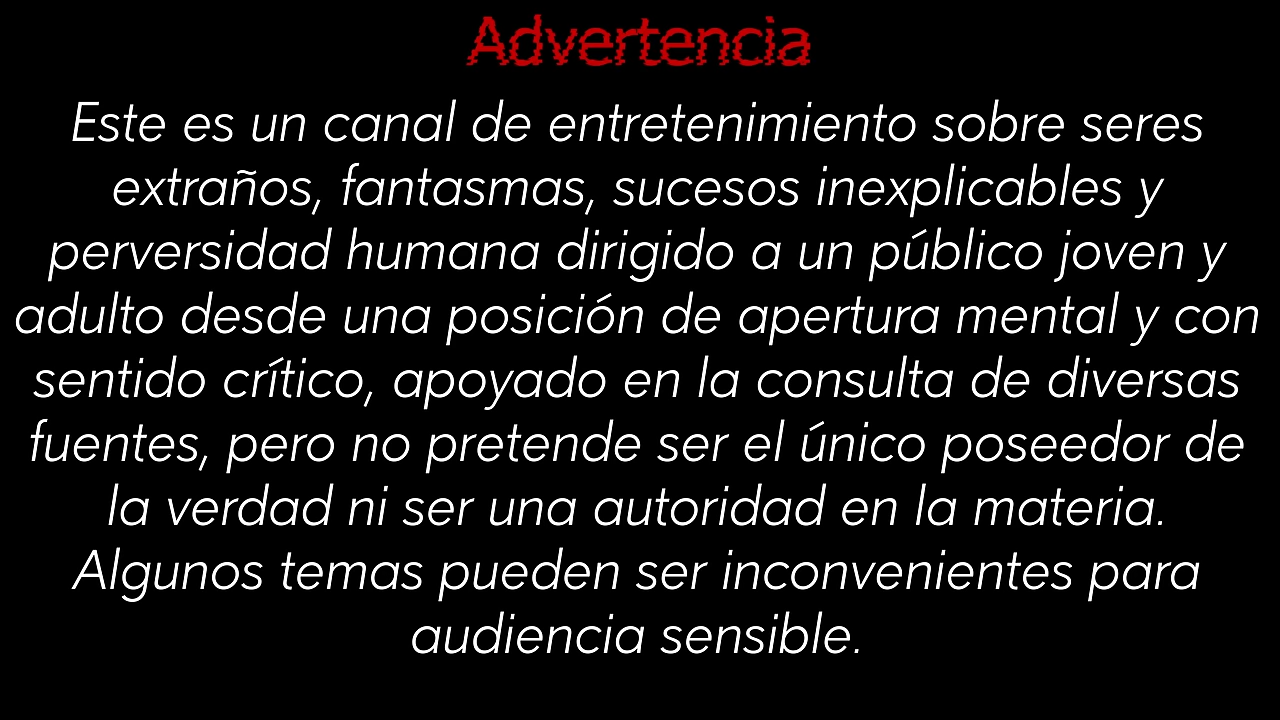 Advertencia
Este es un canal de entretenimiento sobre seres
extraños, fantasmas, sucesos inexplicables y
perversidad humana dirigido a un público joven y
adulto desde una posición de apertura mental y con
sentido crítico, apoyado en la consulta de diversas
fuentes, pero no pretende ser el único poseedor de
la verdad ni ser una autoridad en la materia.
Algunos temas pueden ser inconvenientes para
audiencia sensible.